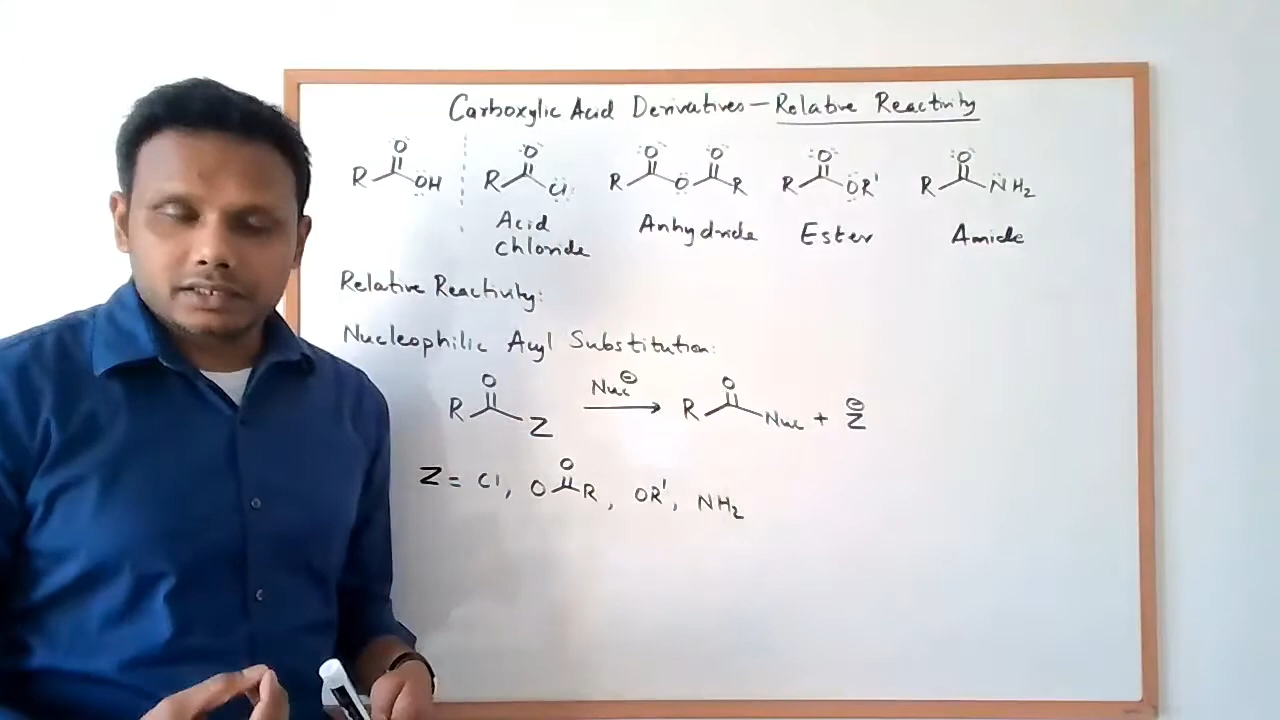 Carboxylic Acid Derivatives — Relative Reactivity
O O O O O O
R OH R Cl R O R R OR' R NH₂
Acid Chloride Anhydride Ester Amide
Relative Reactivity:
Nucleophilic Acyl Substitution:
R O Z Nuc⊖ → R O Nuc + Z⊖
Z = Cl, O O R, OR', NH₂